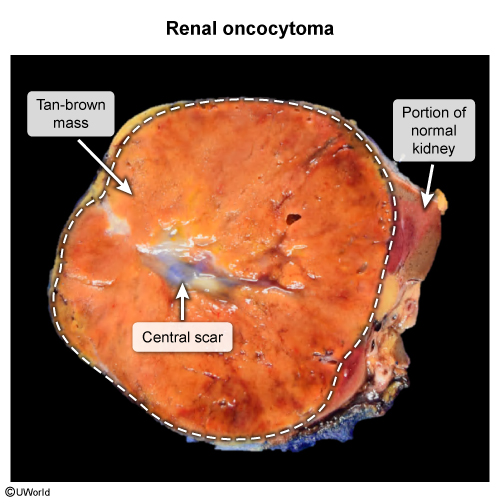 Renal oncocytoma
Tan-brown
mass
Portion of
normal
kidney
Central scar
©UWorld